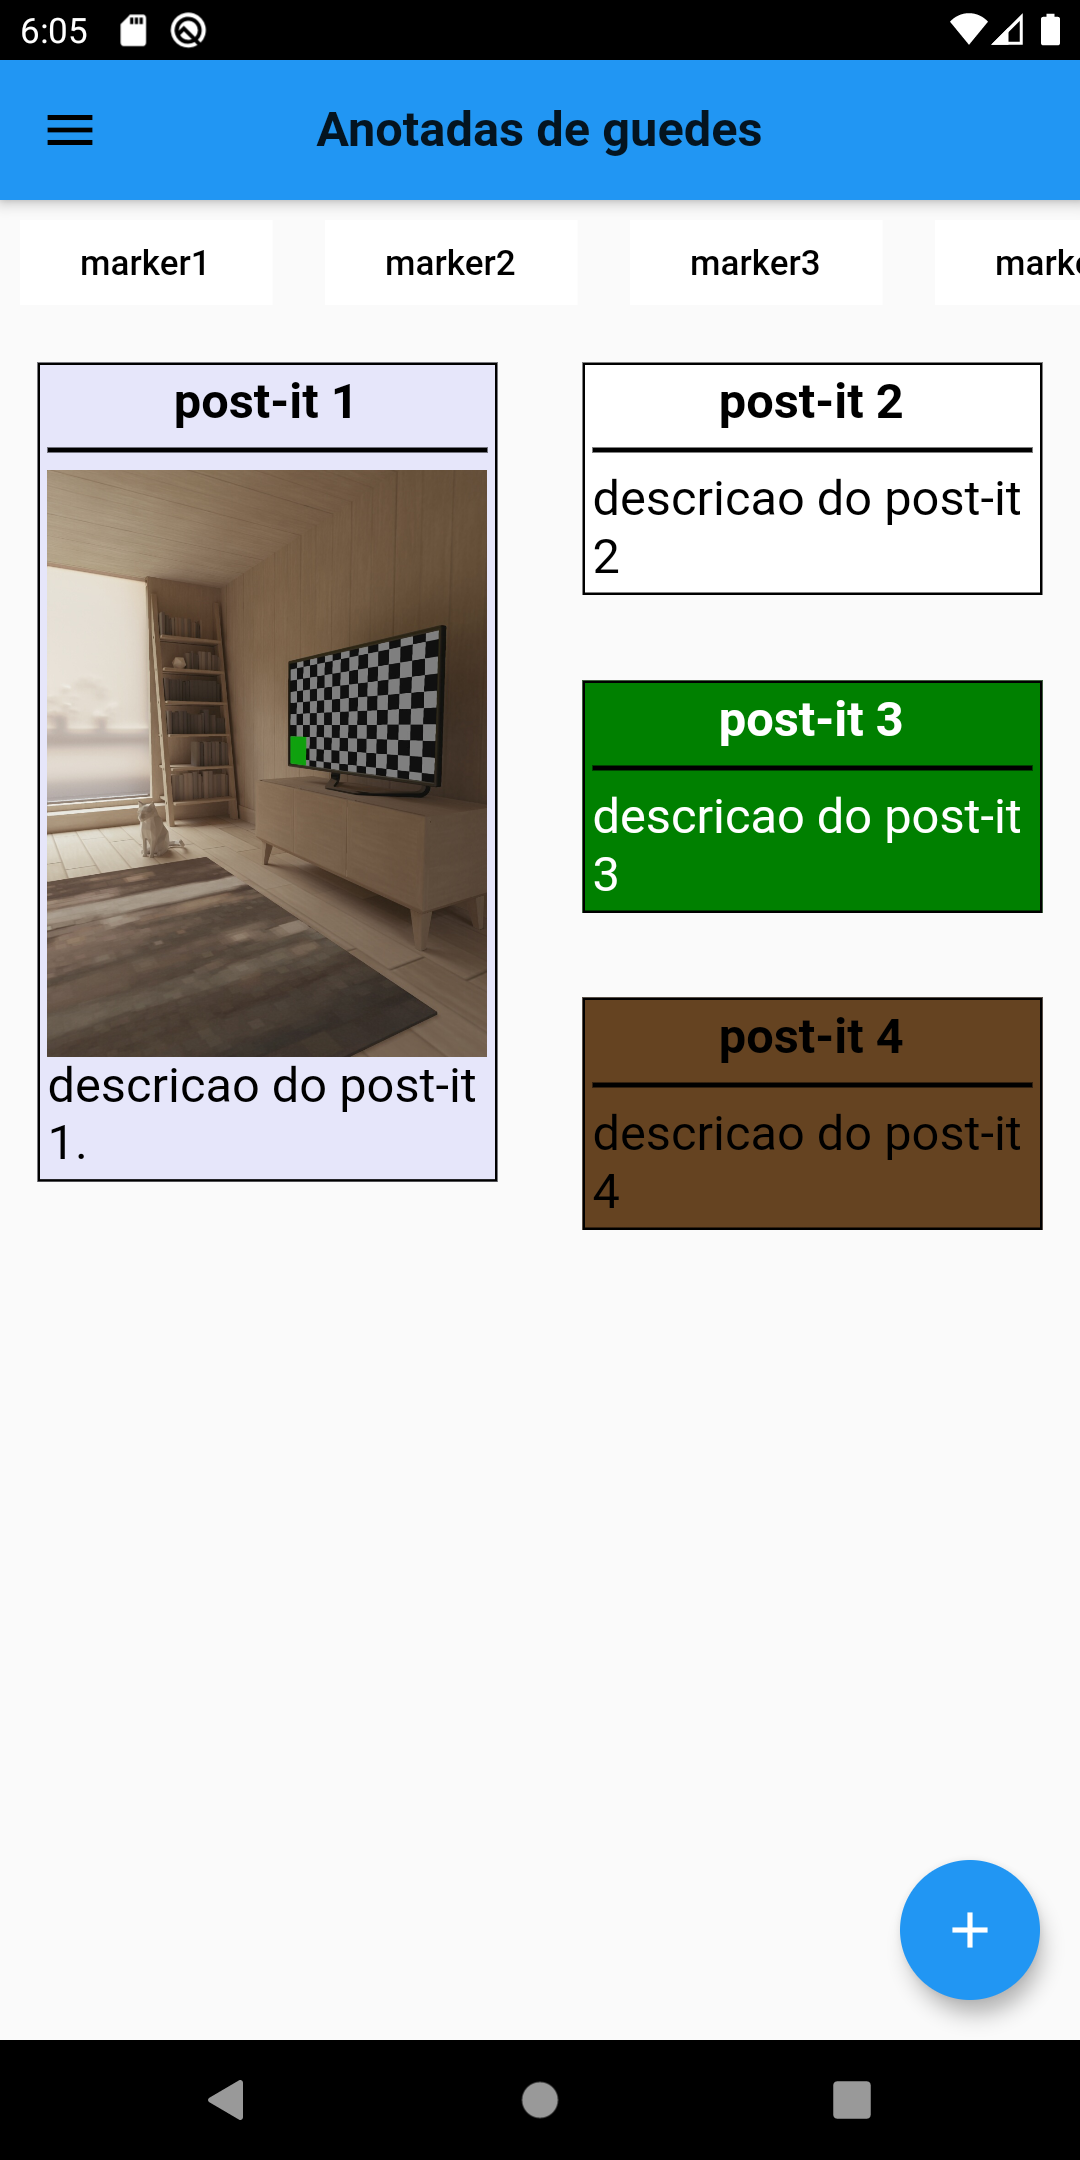 6:05
Anotadas de guedes
marker1 marker2 marker3
post-it 1
descricao do post-it
1.
post-it 2
descricao do post-it
2
post-it 3
descricao do post-it
3
post-it 4
descricao do post-it
4